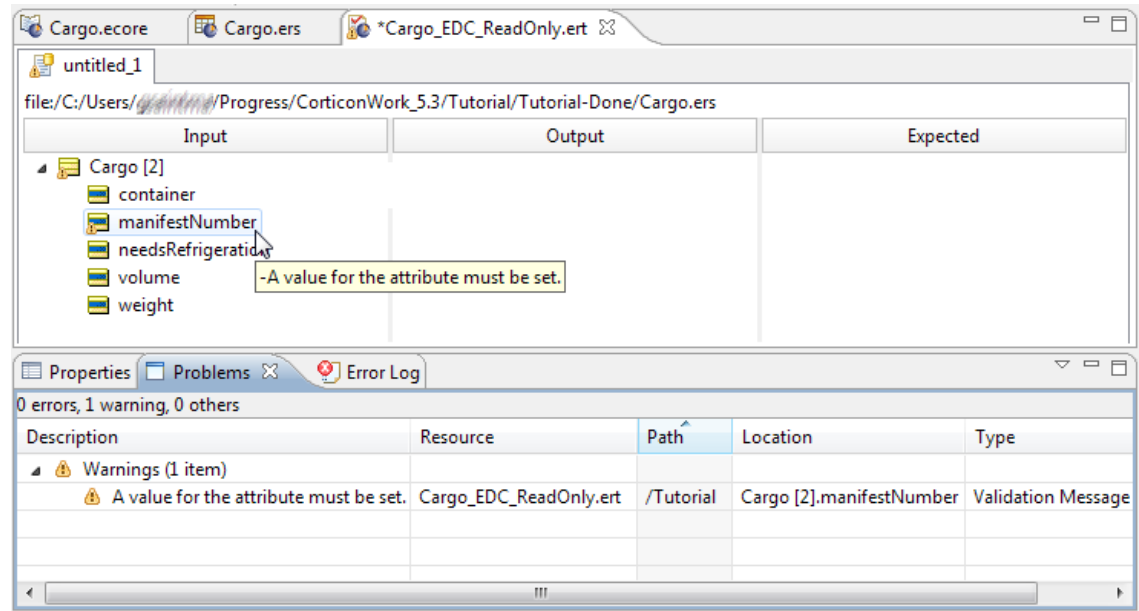 Cargo.ecore Cargo.ers *Cargo_EDC_ReadOnly.ert
untitled_1
file:/C:/Users/ /Progress/CorticonWork_5.3/Tutorial/Tutorial-Done/Cargo.ers
Input Output Expected
Cargo [2]
container
manifestNumber
needsRefrigeratio
volume
-A value for the attribute must be set.
weight
Properties Problems Error Log
0 errors, 1 warning, 0 others
Description Resource Path Location Type
Warnings (1 item)
A value for the attribute must be set. Cargo_EDC_ReadOnly.ert /Tutorial Cargo [2].manifestNumber Validation Message